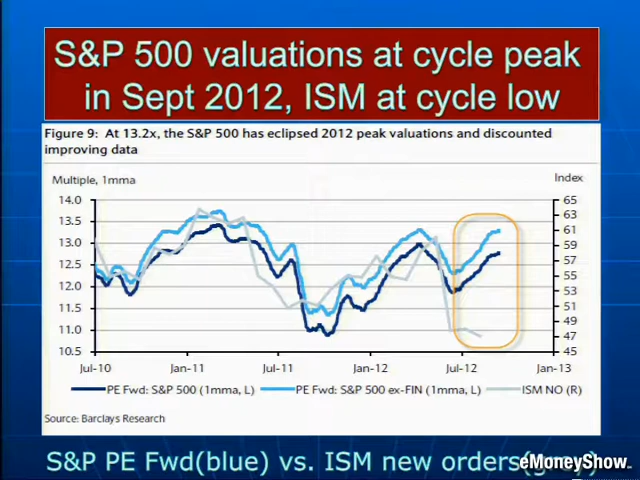 S&P 500 valuations at cycle peak
in Sept 2012, ISM at cycle low
Figure 9: At 13.2x, the S&P 500 has eclipsed 2012 peak valuations and discounted
improving data
Multiple, 1mma
Index
14.0
65
13.5
63
61
13.0
59
12.5
57
55
12.0
53
11.5
51
49
11.0
47
10.5
45
Jul-10 Jan-11 Jul-11 Jan-12 Jul-12 Jan-13
PE Fwd: S&P 500 (1mma, L) PE Fwd: S&P 500 ex-FIN (1mma, L) ISM NO (R)
Source: Barclays Research
S&P PE Fwd(blue) vs. ISM new orders(grey)
eMoneyShow